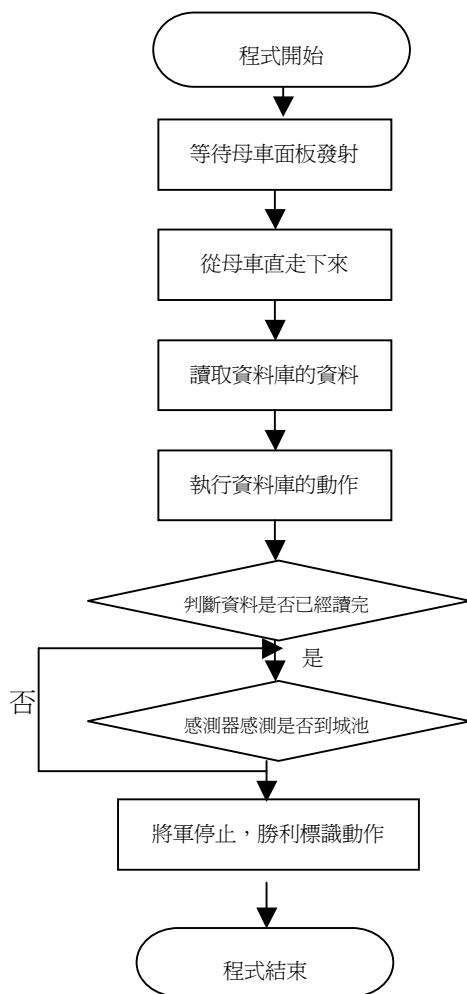 程式開始
等待母車面板發射
從母車直走下來
讀取資料庫的資料
執行資料庫的動作
判斷資料是否已經讀完
是
否
感測器感測是否到城池
將軍停止，勝利標識動作
程式結束